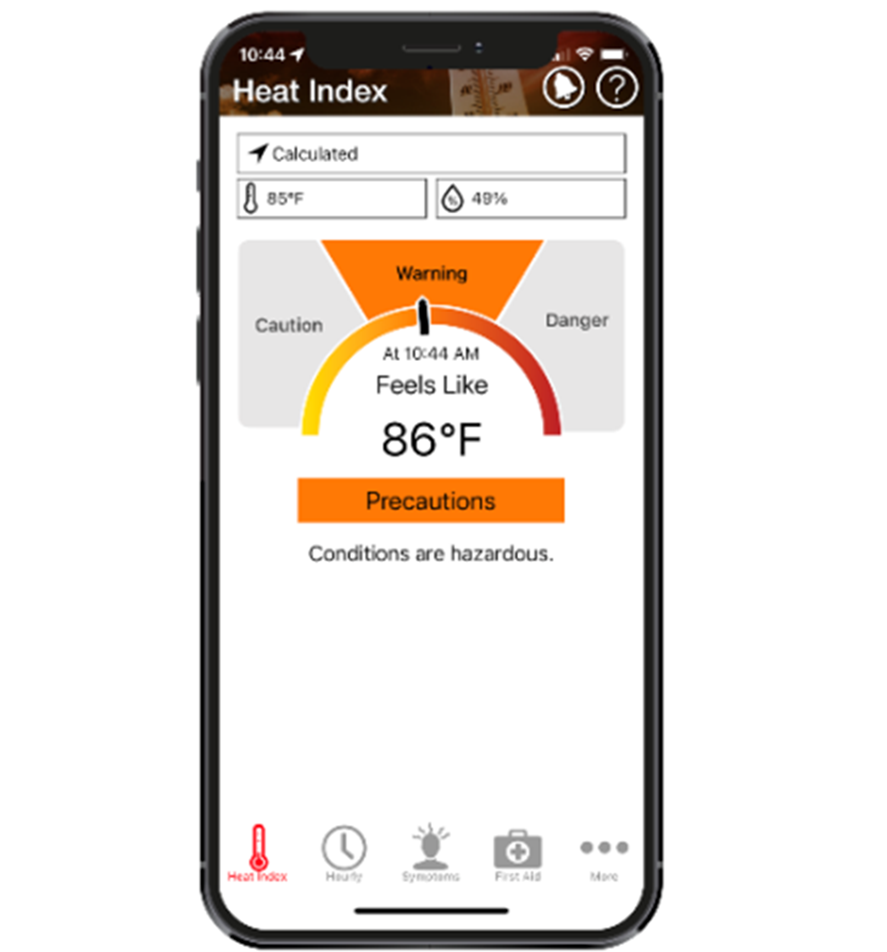 10:44
Heat Index
?
Calculated
85°F
% 49%
Warning
Caution
Danger
At 10:44 AM
Feels Like
86°F
Precautions
Conditions are hazardous.
Heat Index
Hourly
Symptoms
First Aid
More